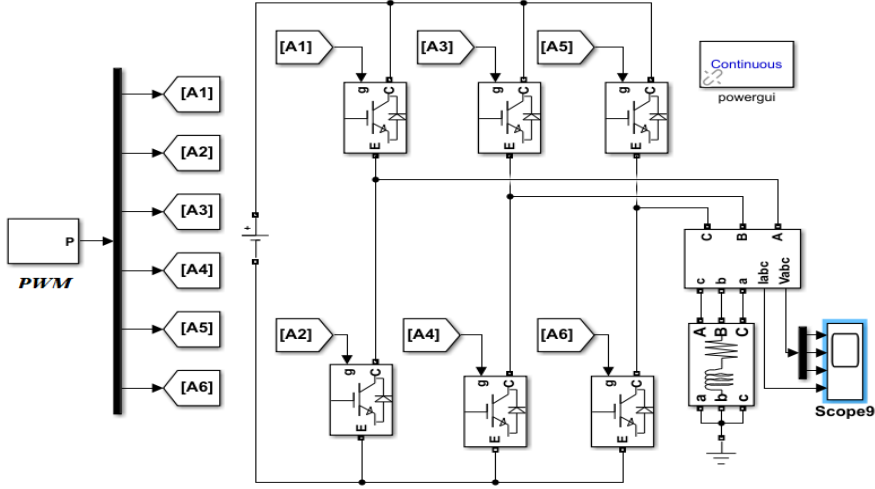 [A1]
[A3]
[A5]
g
C
E
g
C
E
g
C
E
Continuous
powergui
[A1]
[A2]
[A3]
[A4]
[A5]
[A6]
P
PWM
+
[A2]
[A4]
[A6]
g
C
E
g
C
E
g
C
E
C
B
A
c
b
a
Iabc
Vabc
A
B
C
a
b
c
Scope9